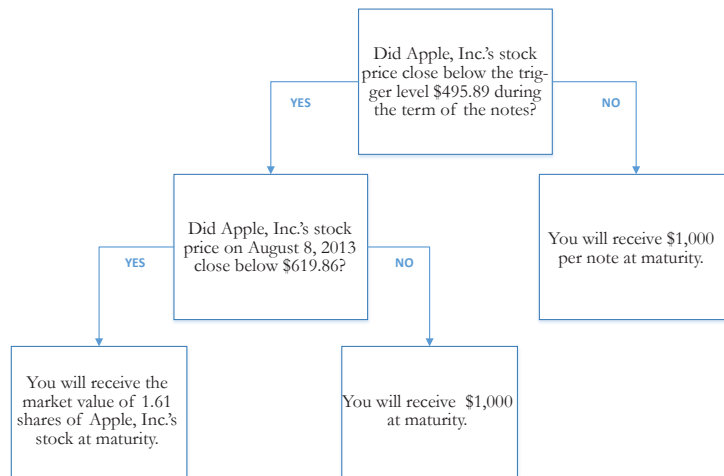 Did Apple, Inc.'s stock
price close below the trig-
ger level $495.89 during
the term of the notes?
YES
NO
Did Apple, Inc.'s stock
price on August 8, 2013
close below $619.86?
You will receive $1,000
per note at maturity.
YES
NO
You will receive the
market value of 1.61
shares of Apple, Inc.'s
stock at maturity.
You will receive $1,000
at maturity.